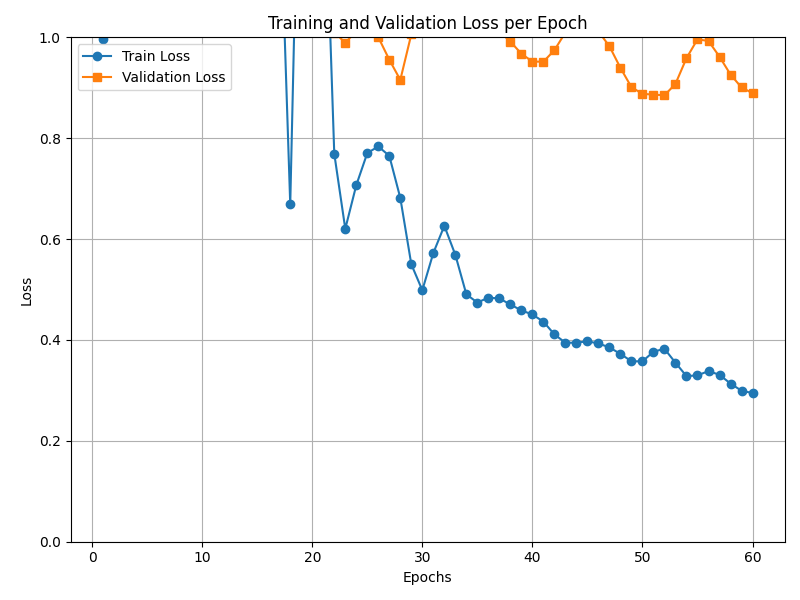 Training and Validation Loss per Epoch
Train Loss
Validation Loss
1.0
0.8
0.6
0.4
0.2
0.0
Loss
0 10 20 30 40 50 60
Epochs